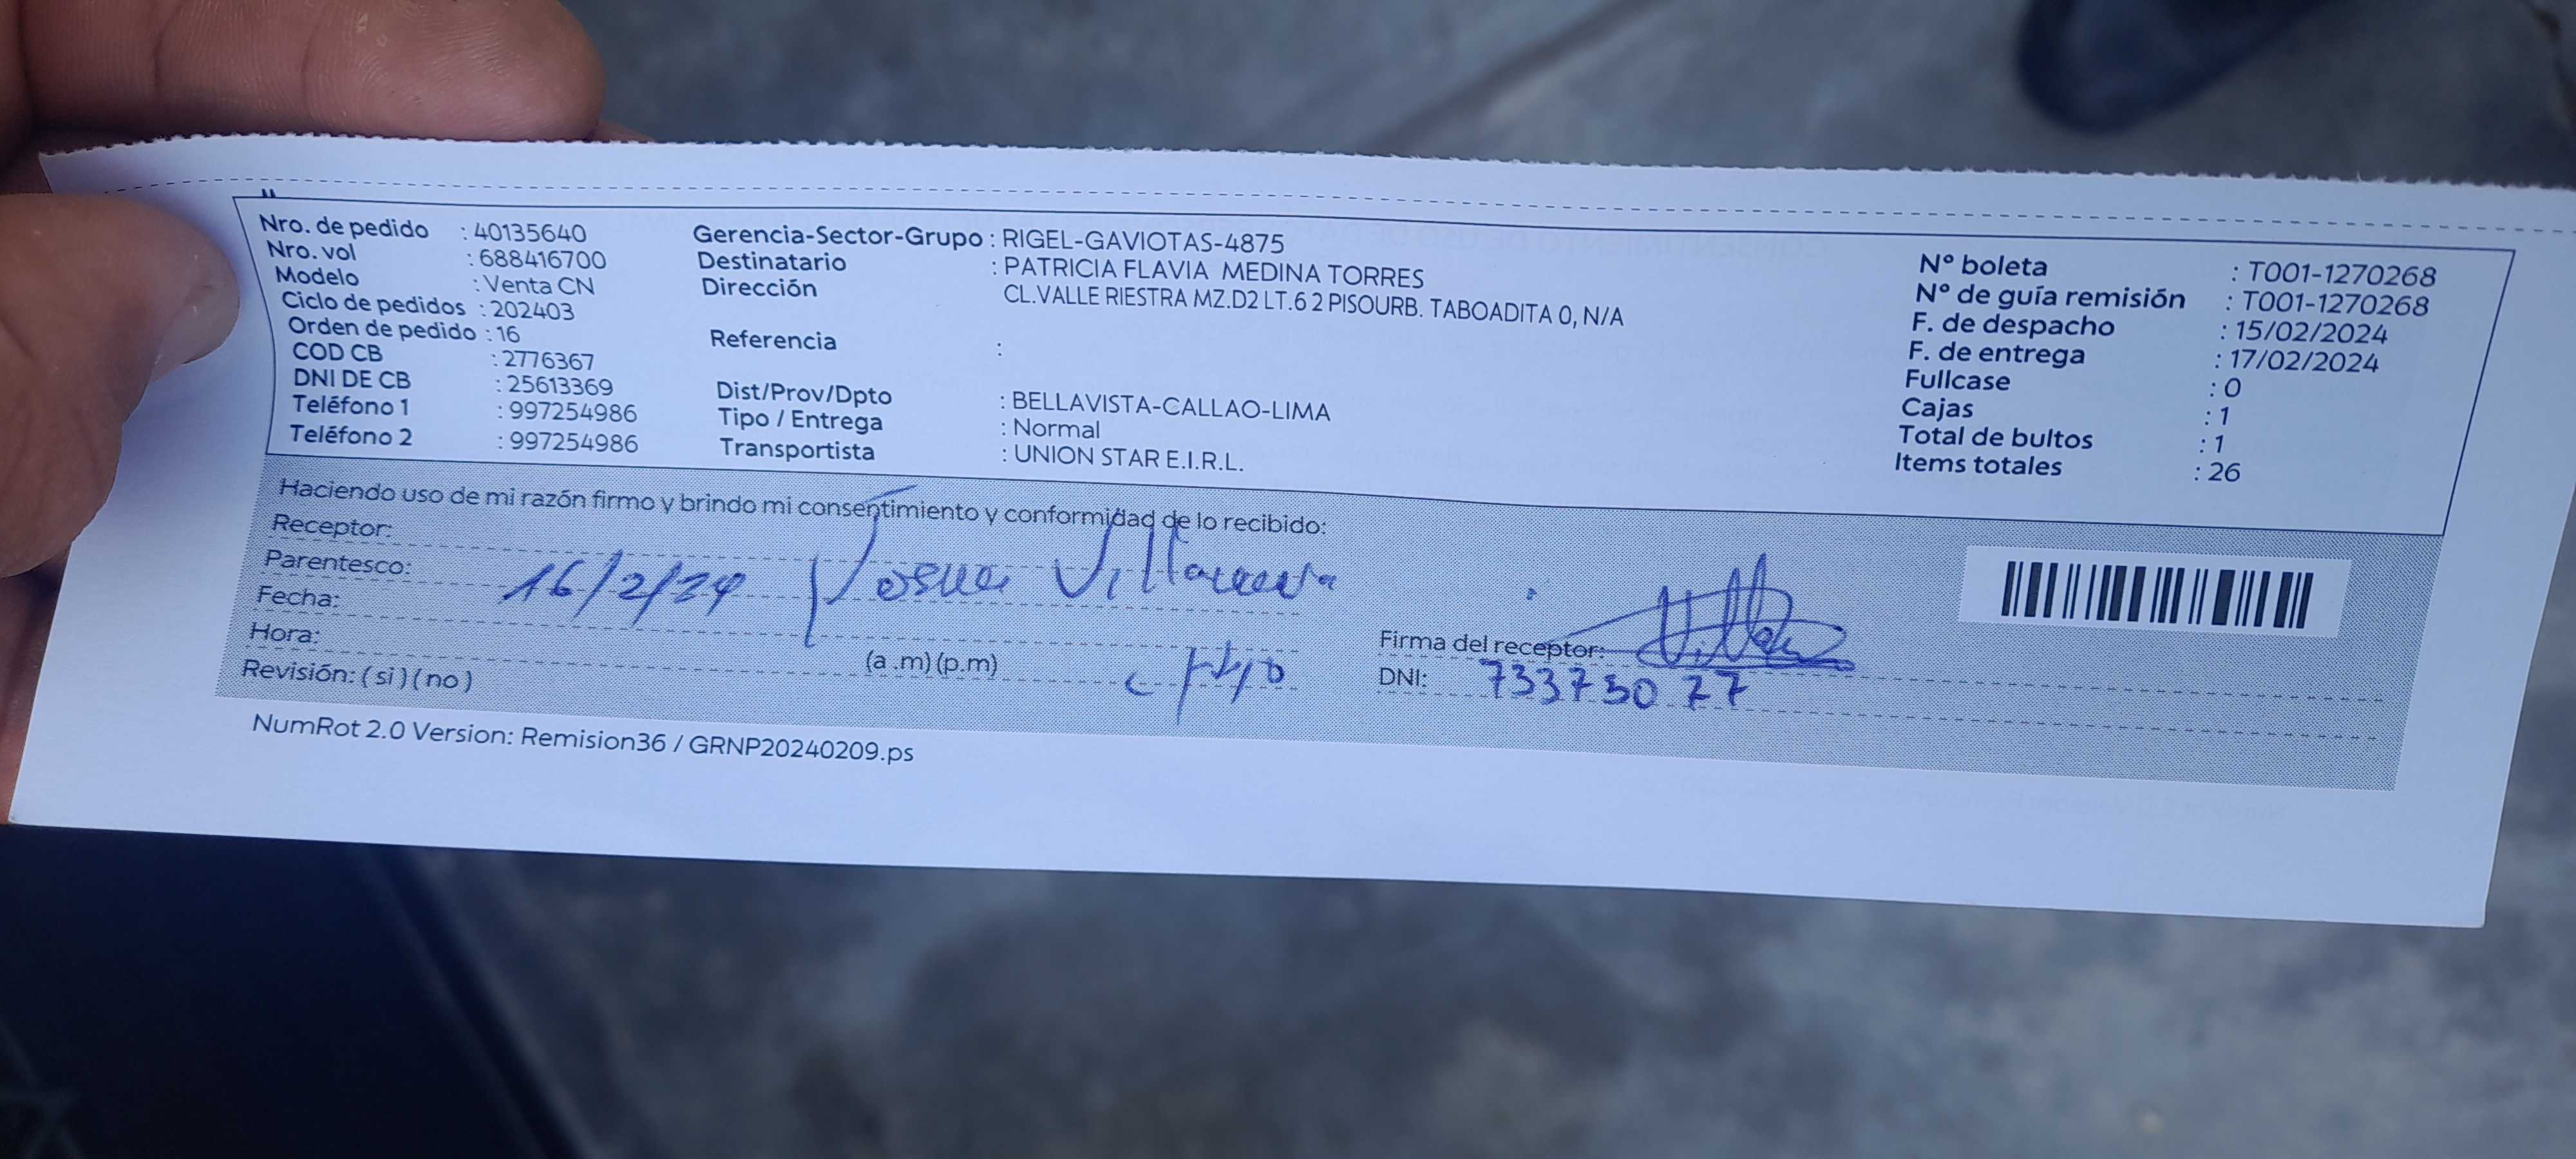 Nro. de pedido : 40135640
Nro. vol : 688416700
Modelo : Venta CN
Ciclo de pedidos : 202403
Orden de pedido : 16
COD CB : 2776367
DNI DE CB : 25613369
Teléfono 1 : 997254986
Teléfono 2 : 997254986
Gerencia-Sector-Grupo : RIGEL-GAVIOTAS-4875
Destinatario : PATRICIA FLAVIA MEDINA TORRES
Dirección CL.VALLE RIESTRA MZ.D2 LT.6 2 PISOURB. TABOADITA 0, N/A
Referencia :
Dist/Prov/Dpto : BELLAVISTA-CALLAO-LIMA
Tipo / Entrega : Normal
Transportista : UNION STAR E.I.R.L.
N° boleta : T001-1270268
N° de guía remisión : T001-1270268
F. de despacho : 15/02/2024
F. de entrega : 17/02/2024
Fullcase : 0
Cajas : 1
Total de bultos : 1
Items totales : 26
Haciendo uso de mi razón firmo y brindo mi consentimiento y conformidad de lo recibido:
Receptor:
Parentesco: 16/2/24 Josue
Fecha:
Hora: (a .m) (p.m)
Revisión: ( si ) ( no )
Firma del receptor:
DNI: 73375077
NumRot 2.0 Version: Remision36 / GRNP20240209.ps